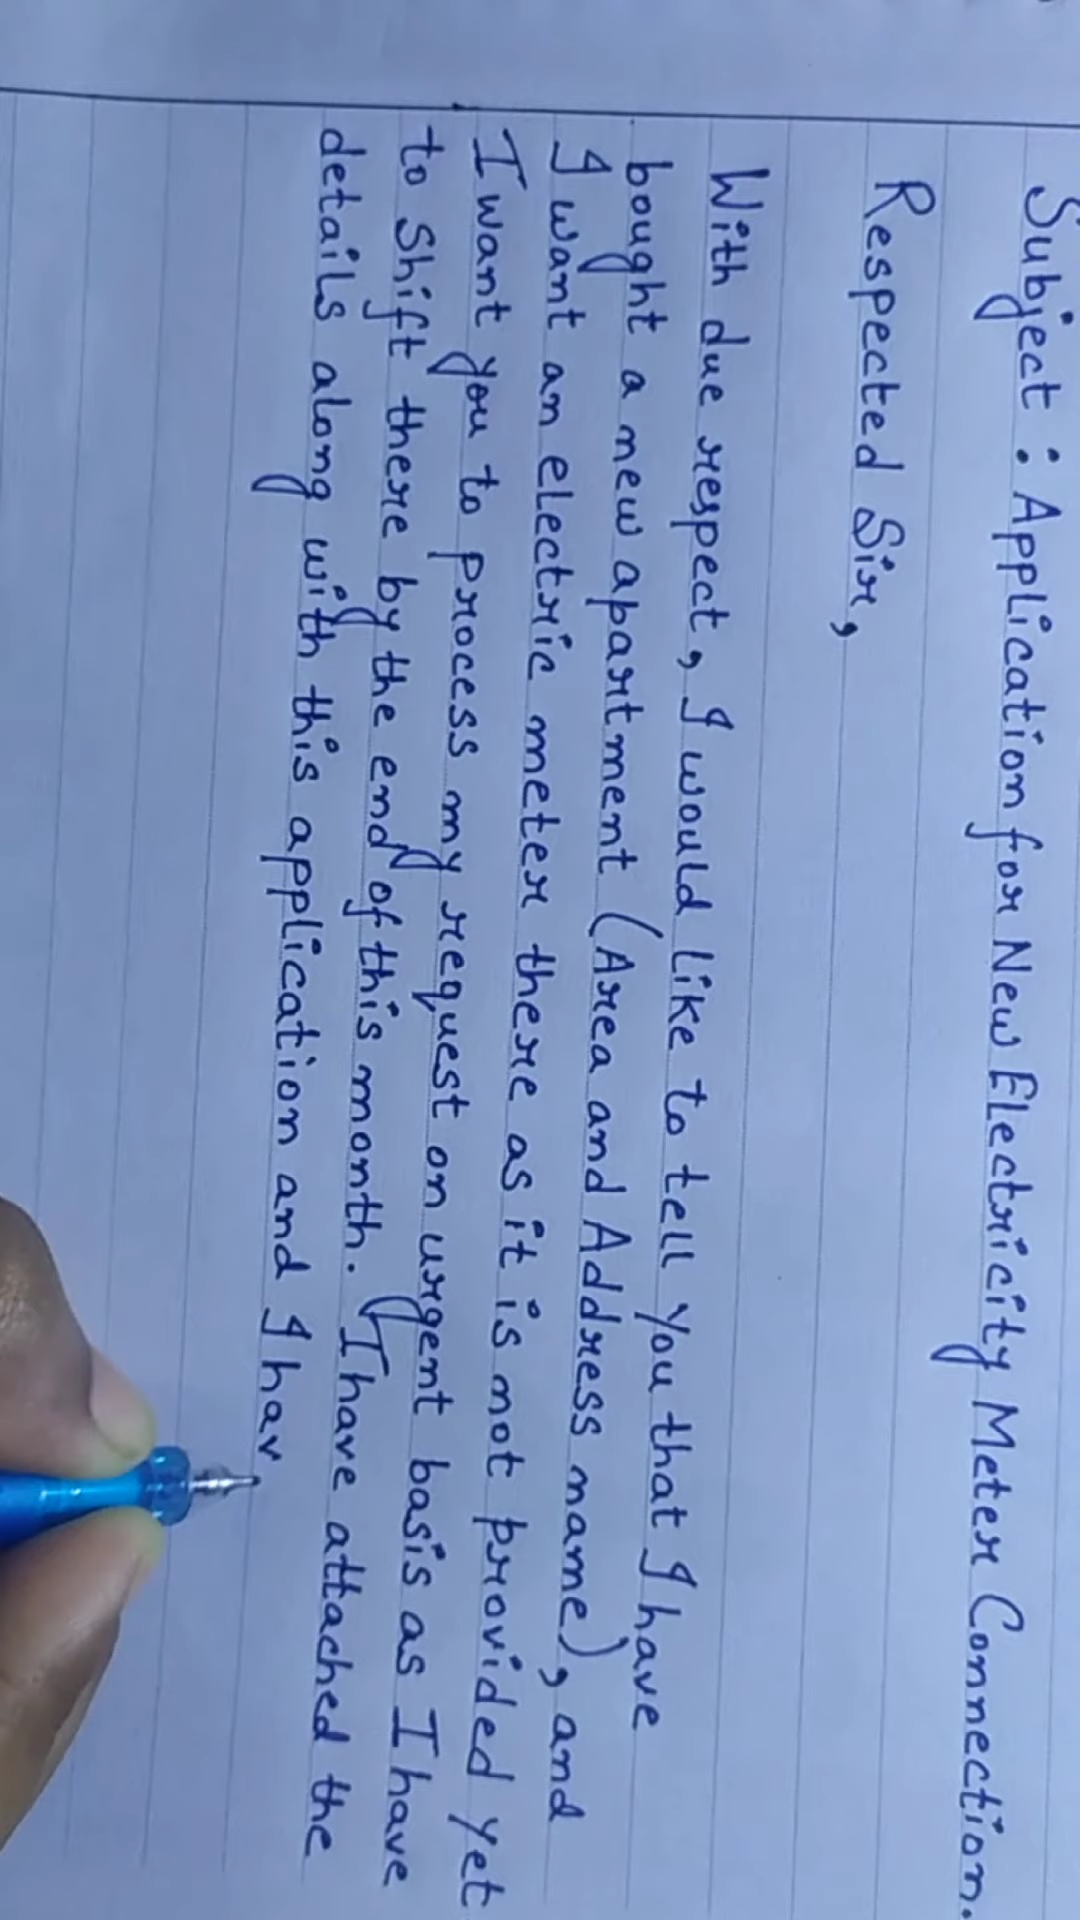 Subject : Application for New Electricity Meter Connection.
Respected Sir,
With due respect, I would like to tell you that I have
bought a new apartment (Area and Address name), and
I want an electric meter there as it is not provided yet
I want you to process my request on urgent basis as I have
to Shift there by the end of this month. I have attached the
details along with this application and I hav